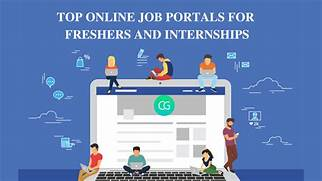 TOP ONLINE JOB PORTALS FOR
FRESHERS AND INTERNSHIPS
CG